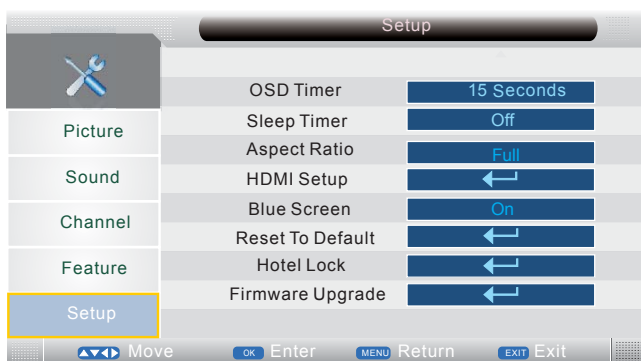 Setup
OSD Timer 15 Seconds
Sleep Timer Off
Aspect Ratio Full
HDMI Setup
Blue Screen On
Reset To Default
Hotel Lock
Firmware Upgrade
Picture
Sound
Channel
Feature
Setup
Move OK Enter MENU Return EXIT Exit